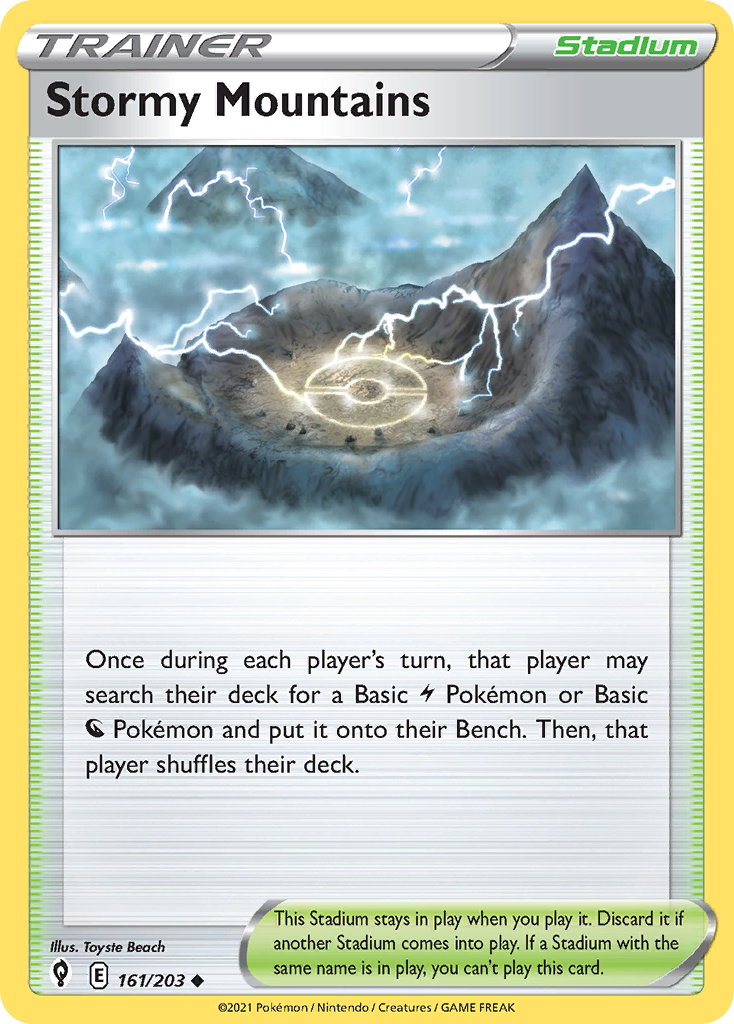 TRAINER
Stadium
Stormy Mountains
Once during each player's turn, that player may
search their deck for a Basic Pokémon or Basic
Pokémon and put it onto their Bench. Then, that
player shuffles their deck.
This Stadium stays in play when you play it. Discard it if
another Stadium comes into play. If a Stadium with the
same name is in play, you can't play this card.
Illus. Toyste Beach
E 161/203
©2021 Pokémon / Nintendo / Creatures / GAME FREAK